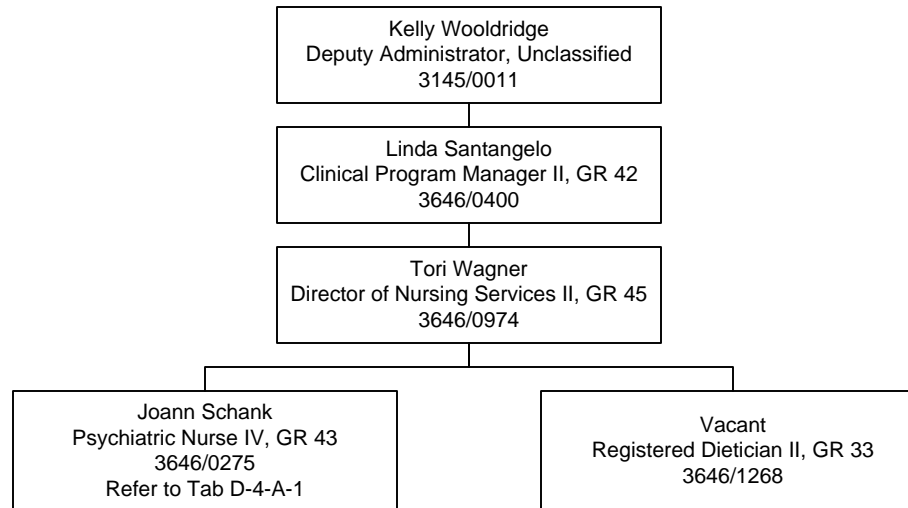 Kelly Wooldridge
Deputy Administrator, Unclassified
3145/0011
Linda Santangelo
Clinical Program Manager II, GR 42
3646/0400
Tori Wagner
Director of Nursing Services II, GR 45
3646/0974
Joann Schank
Psychiatric Nurse IV, GR 43
3646/0275
Refer to Tab D-4-A-1
Vacant
Registered Dietician II, GR 33
3646/1268